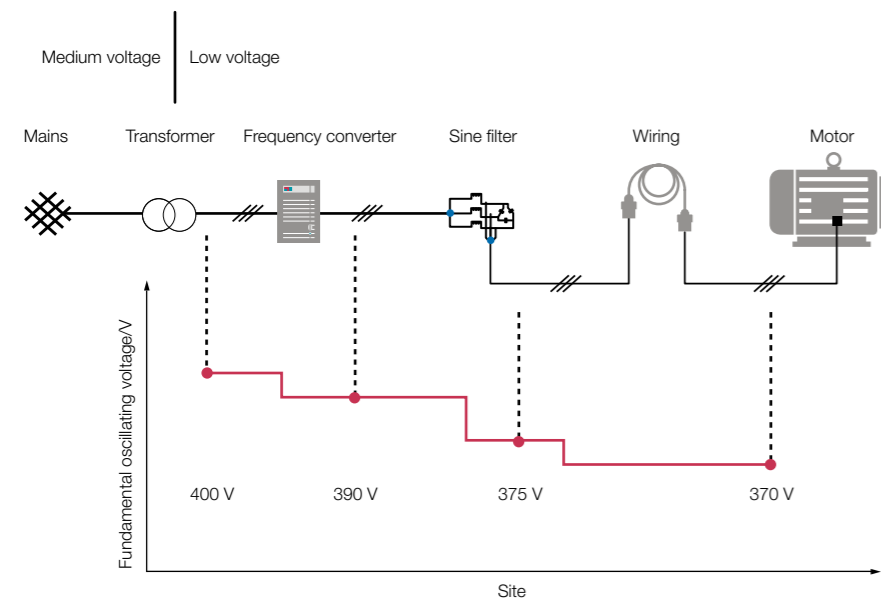 Medium voltage
Low voltage
Mains
Transformer
Frequency converter
Sine filter
Wiring
Motor
Fundamental oscillating voltage/V
400 V
390 V
375 V
370 V
Site